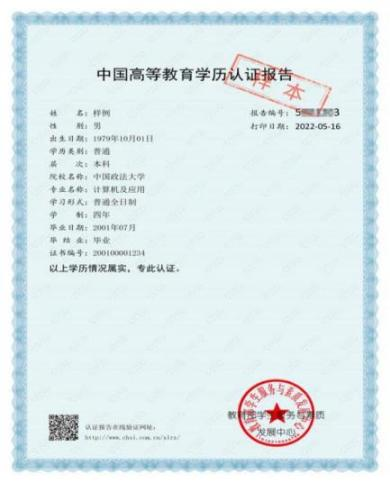 中国高等教育学历认证报告
样本
姓 名：样例
报告编号：5 3
性 别：男
打印日期：2022-05-16
出生日期：1979年10月01日
学历类别：普通
层 次：本科
院校名称：中国政法大学
专业名称：计算机及应用
学习形式：普通全日制
学 制：四年
毕业日期：2001年07月
毕 结 业：毕业
证书编号：200100001234
以上学历情况属实，专此认证。
教育部学生服务与素质
发展中心
认证报告在线验证网址：
http://www.chsi.com.cn/xlrz/